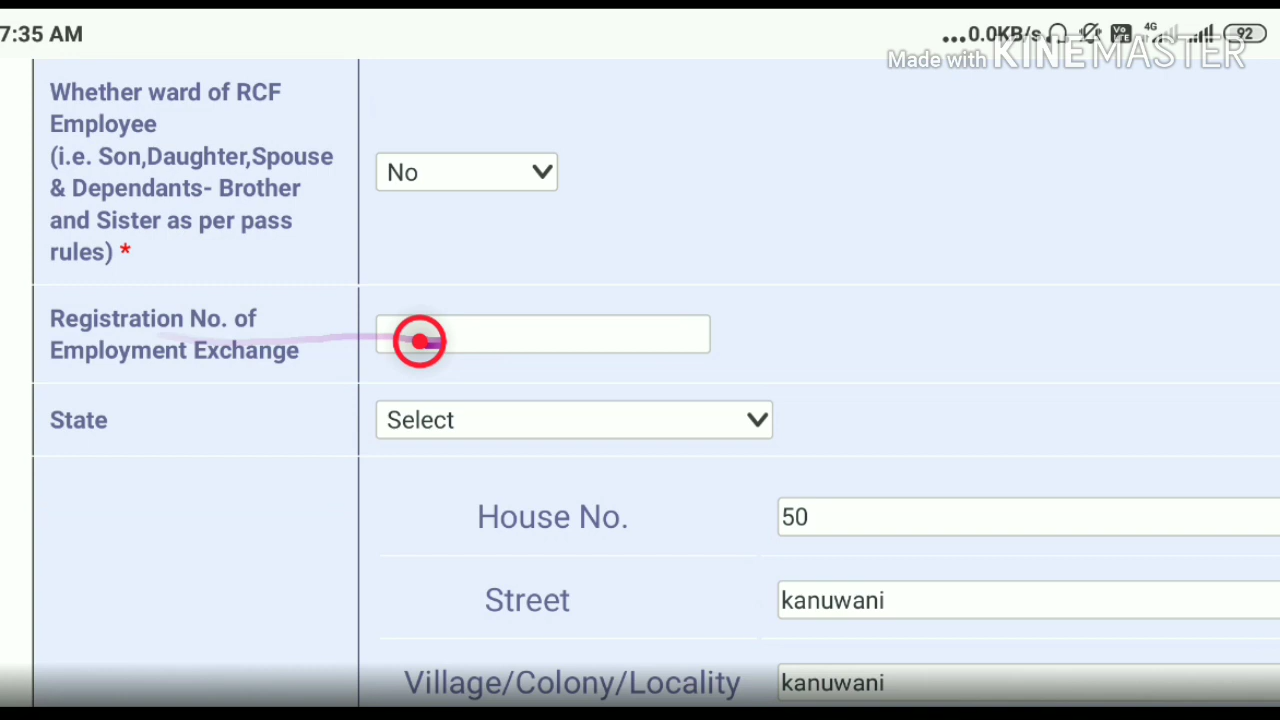 7:35 AM
...0.0KB/s 4G 92
Made with KINEMASTER
Whether ward of RCF
Employee
(i.e. Son,Daughter,Spouse
& Dependants- Brother
and Sister as per pass
rules) *
No
Registration No. of
Employment Exchange
State
Select
House No.
50
Street
kanuwani
Village/Colony/Locality
kanuwani